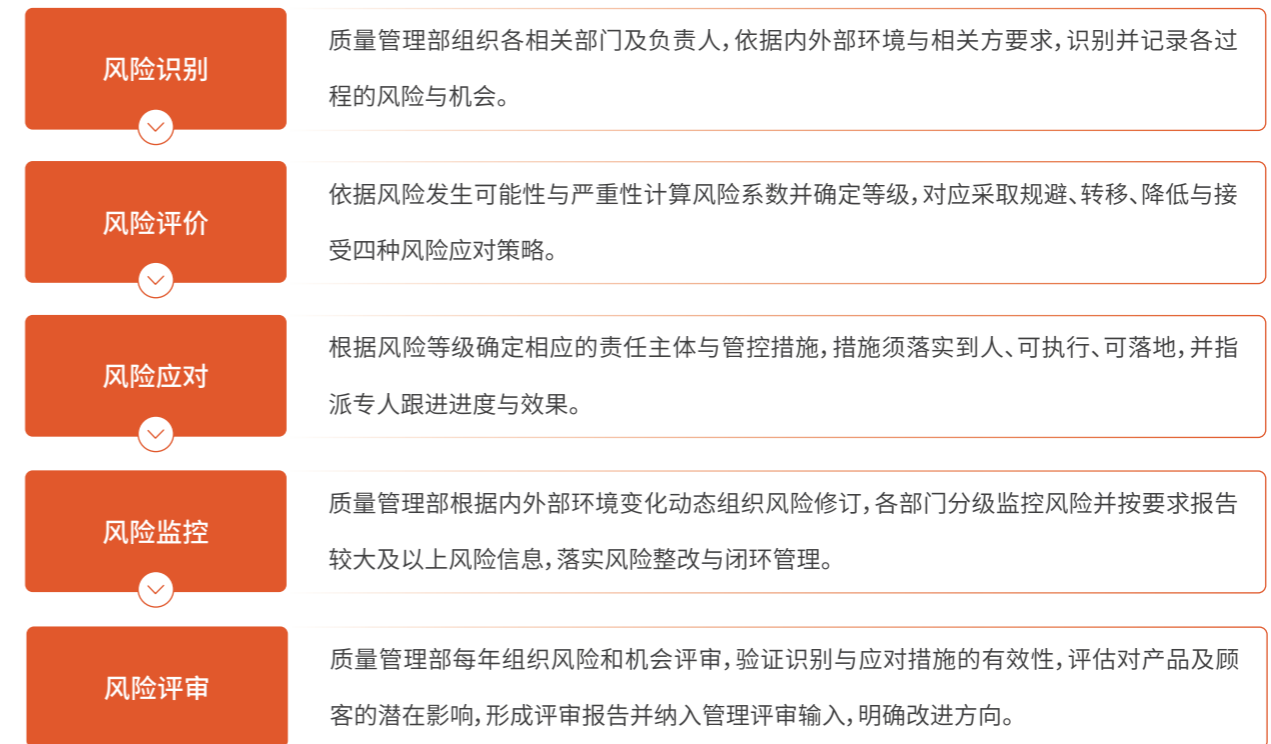 风险识别
质量管理部组织各相关部门及负责人，依据内外部环境与相关方要求，识别并记录各过
程的风险与机会。
风险评价
依据风险发生可能性与严重性计算风险系数并确定等级，对应采取规避、转移、降低与接
受四种风险应对策略。
风险应对
根据风险等级确定相应的责任主体与管控措施，措施须落实到人、可执行、可落地，并指
派专人跟进进度与效果。
风险监控
质量管理部根据内外部环境变化动态组织风险修订，各部门分级监控风险并按要求报告
较大及以上风险信息，落实风险整改与闭环管理。
风险评审
质量管理部每年组织风险和机会评审，验证识别与应对措施的有效性，评估对产品及顾
客的潜在影响，形成评审报告并纳入管理评审输入，明确改进方向。